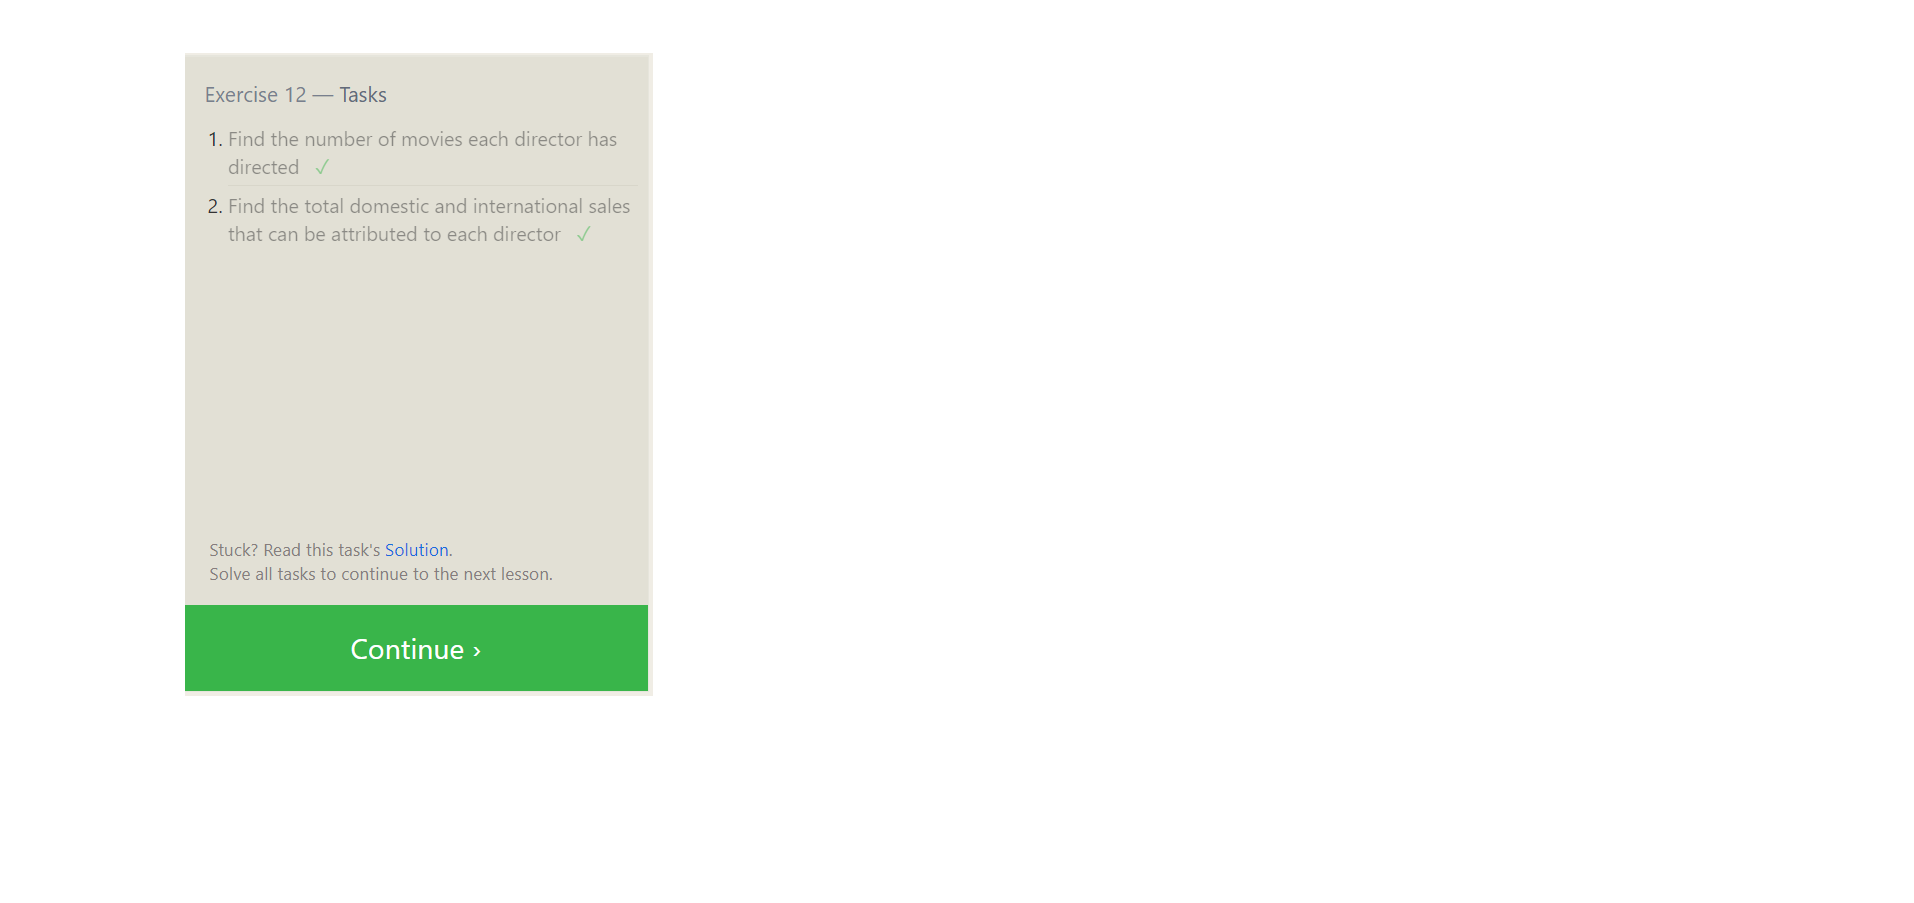 Exercise 12 — Tasks
1. Find the number of movies each director has
directed ✓
2. Find the total domestic and international sales
that can be attributed to each director ✓
Stuck? Read this task's Solution.
Solve all tasks to continue to the next lesson.
Continue ›